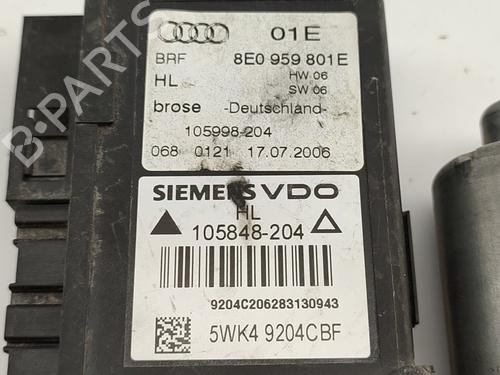 01E
BRF 8E0 959 801E
HL HW 06
SW 06
brose -Deutschland-
105998-204
068 0121 17.07.2006
SIEMENS VDO
HL
105848-204
9204C206283130943
5WK4 9204CBF
B-PARTS